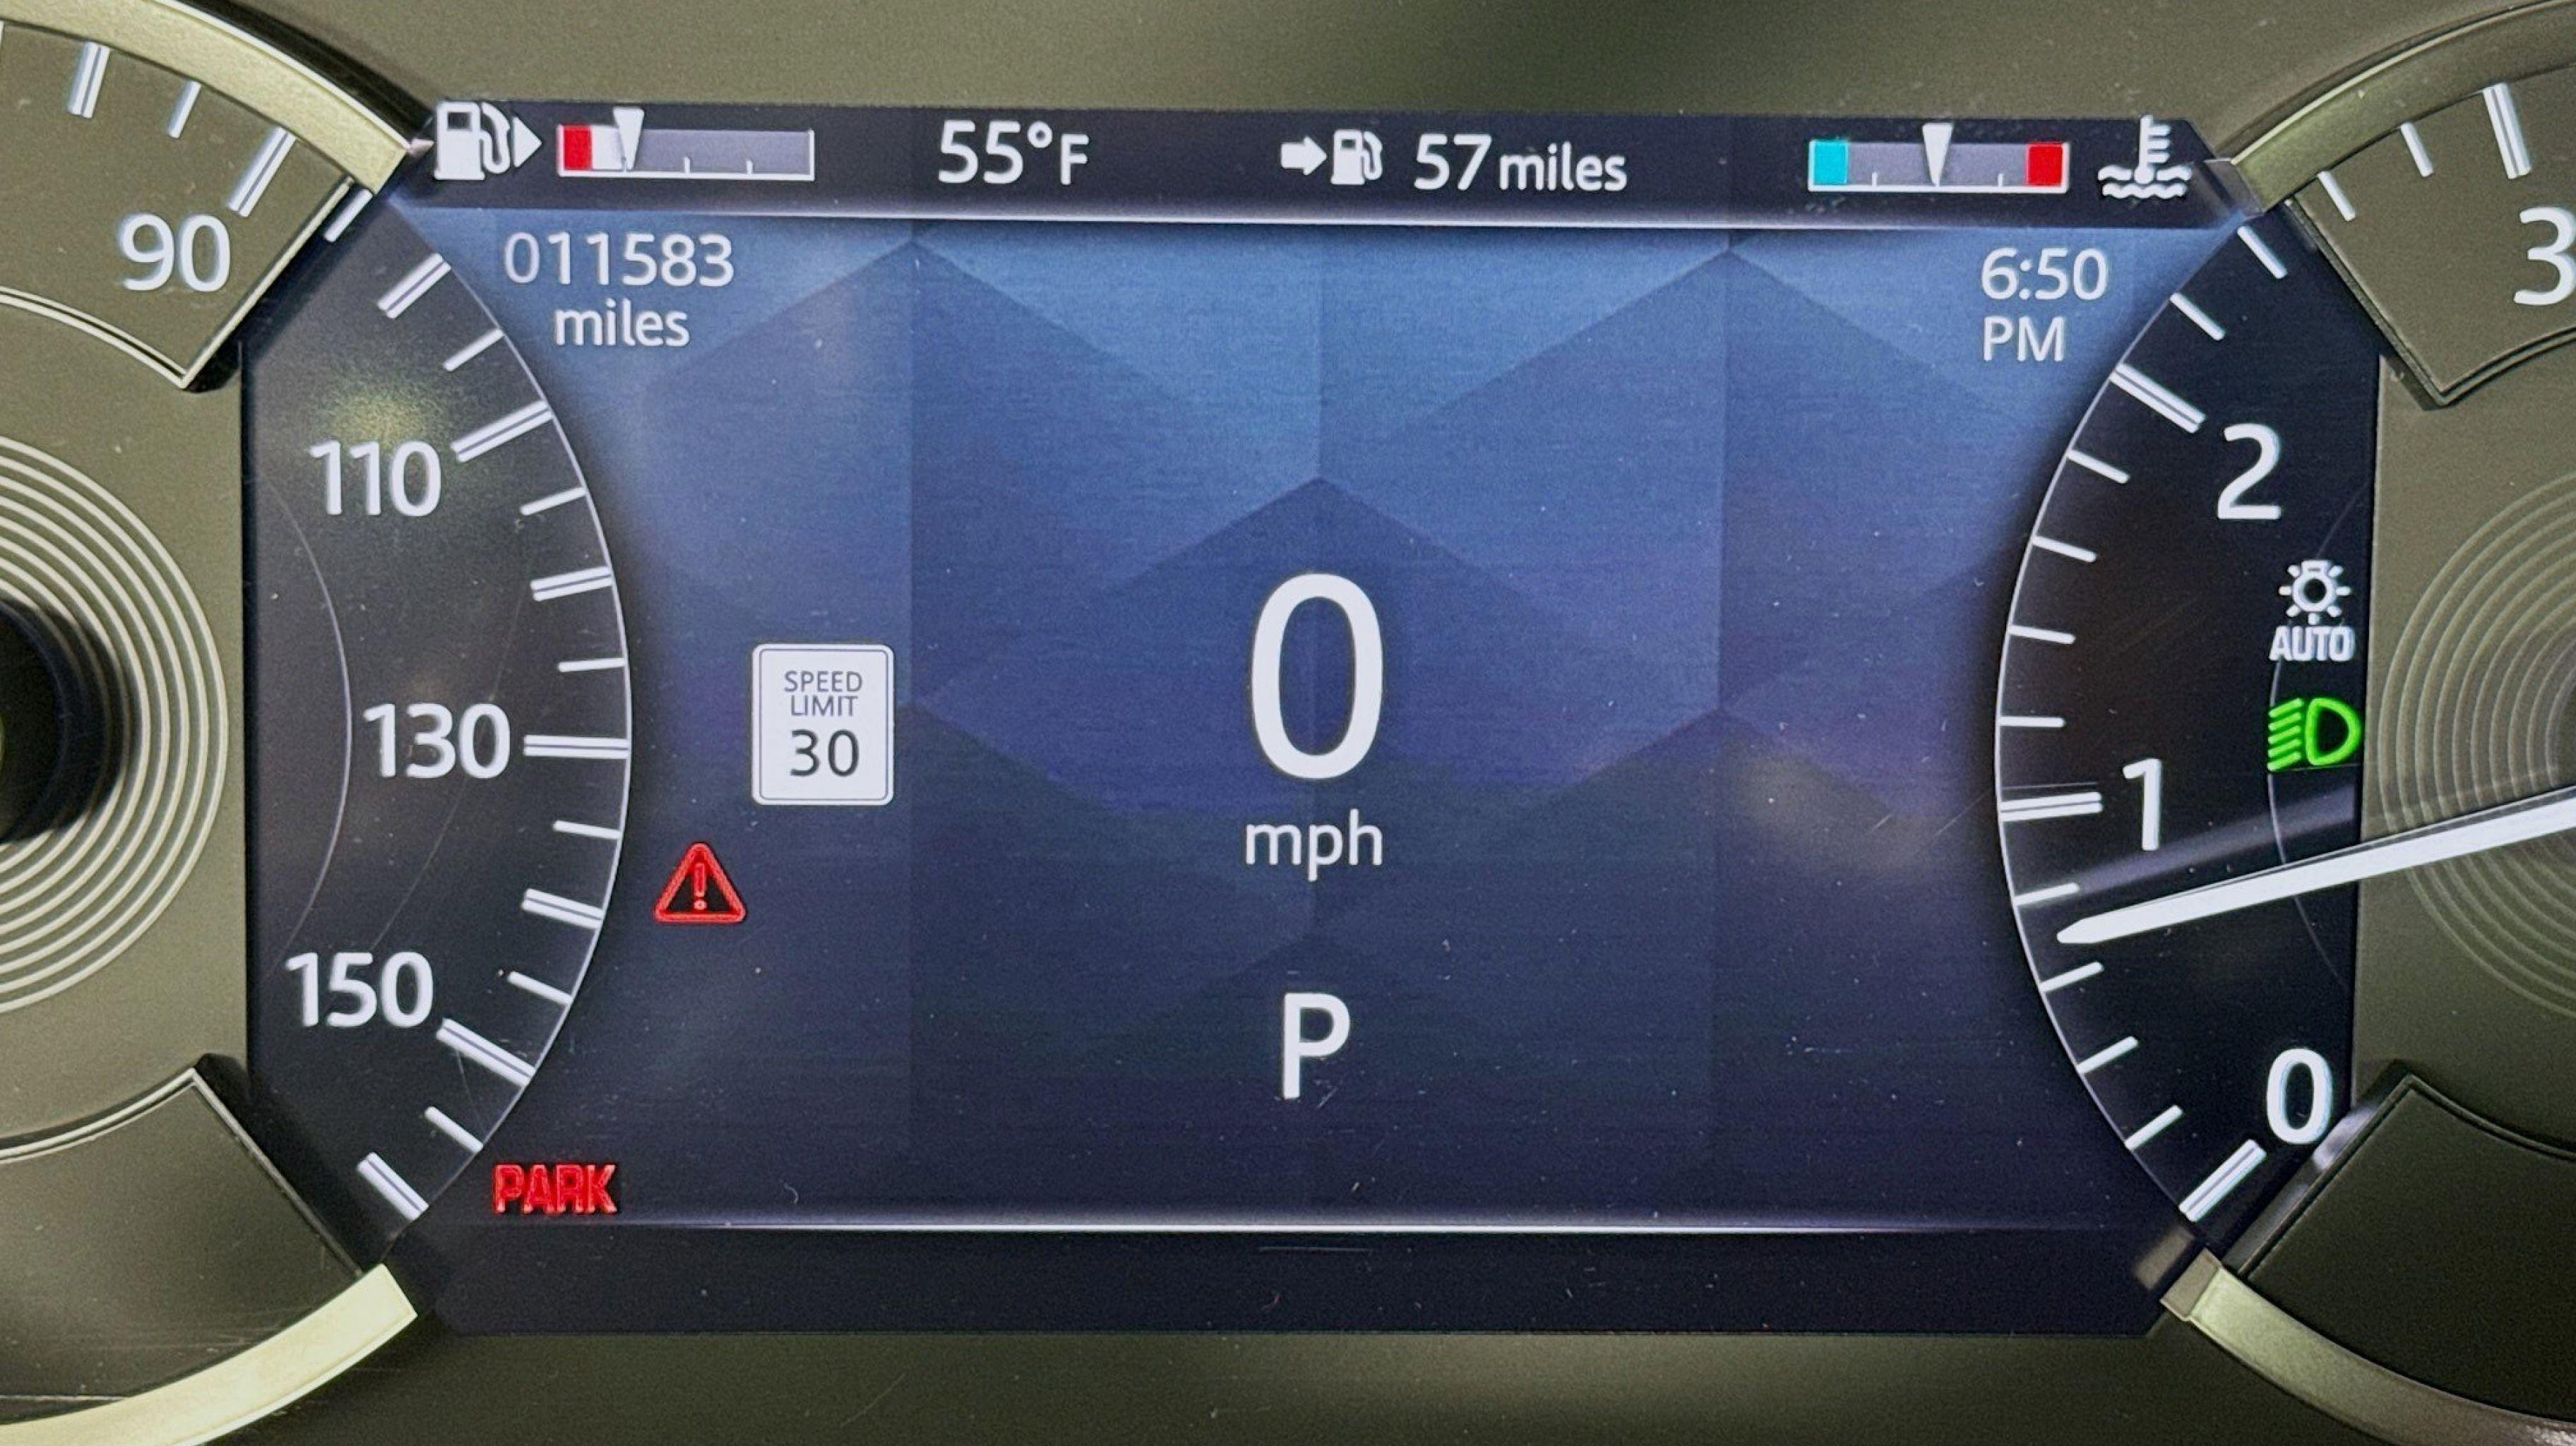 55°F
57 miles
90
011583
miles
6:50
PM
3
110
2
AUTO
SPEED
LIMIT
30
0
mph
130
1
150
P
0
PARK